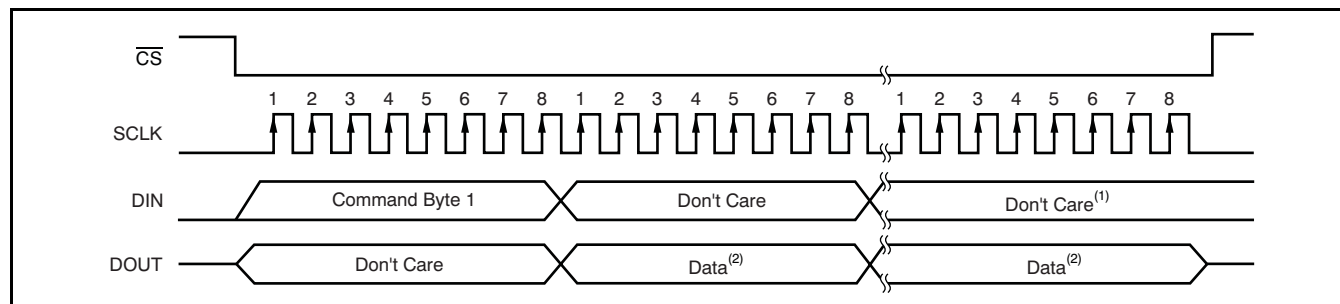 CS
1 2 3 4 5 6 7 8 1 2 3 4 5 6 7 8 1 2 3 4 5 6 7 8
SCLK
DIN Command Byte 1 Don't Care Don't Care(1)
DOUT Don't Care Data(2) Data(2)